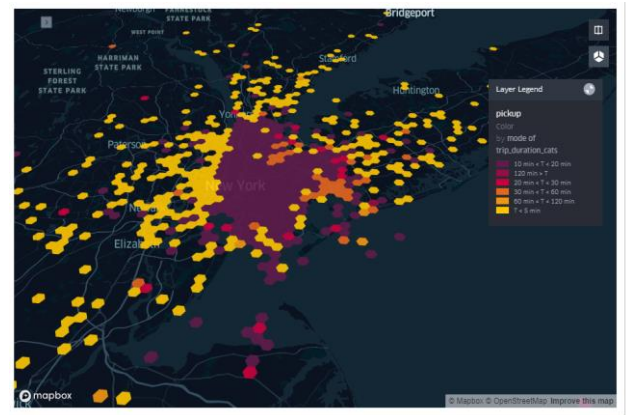 Newburgh
FAHNESTOCK
STATE PARK
Bridgeport
WEST POINT
HARRIMAN
STATE PARK
Stamford
STERLING
FOREST
STATE PARK
Huntington
Layer Legend
Yonkers
pickup
Color
by mode of
trip_duration_cats
Paterson
10 min < T < 20 min
120 min > T
20 min < T < 30 min
30 min < T < 60 min
60 min < T < 120 min
T < 5 min
New York
Elizabeth
mapbox
© Mapbox © OpenStreetMap Improve this map